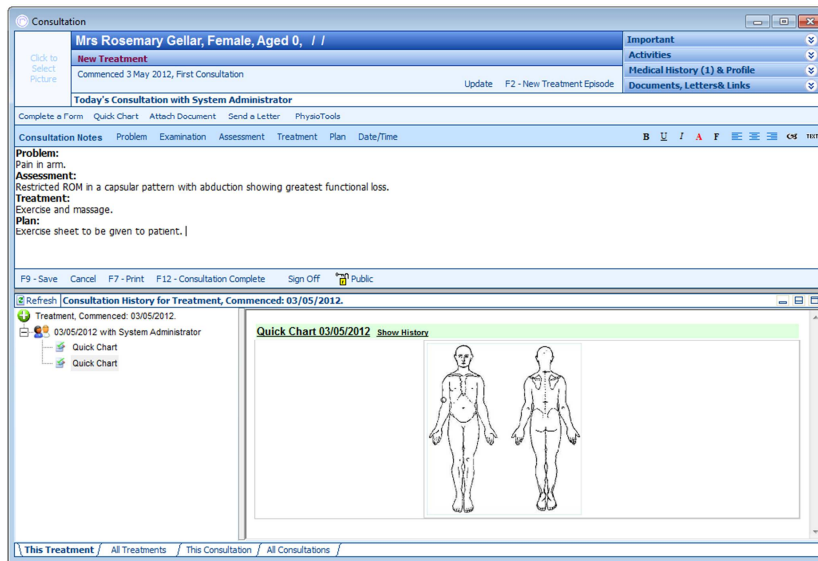 Consultation
Click to
Select
Picture
Mrs Rosemary Gellar, Female, Aged 0,  / /
New Treatment
Commenced 3 May 2012, First Consultation
Update F2 - New Treatment Episode
Today's Consultation with System Administrator
Important
Activities
Medical History (1) & Profile
Documents, Letters& Links
Complete a Form Quick Chart Attach Document Send a Letter PhysioTools
Consultation Notes Problem Examination Assessment Treatment Plan Date/Time B U I A F TEXT
Problem:
Pain in arm.
Assessment:
Restricted ROM in a capsular pattern with abduction showing greatest functional loss.
Treatment:
Exercise and massage.
Plan:
Exercise sheet to be given to patient.
F9 - Save Cancel F7 - Print F12 - Consultation Complete Sign Off Public
Refresh Consultation History for Treatment, Commenced: 03/05/2012.
Treatment, Commenced: 03/05/2012.
03/05/2012 with System Administrator
Quick Chart
Quick Chart
Quick Chart 03/05/2012 Show History
This Treatment All Treatments This Consultation All Consultations